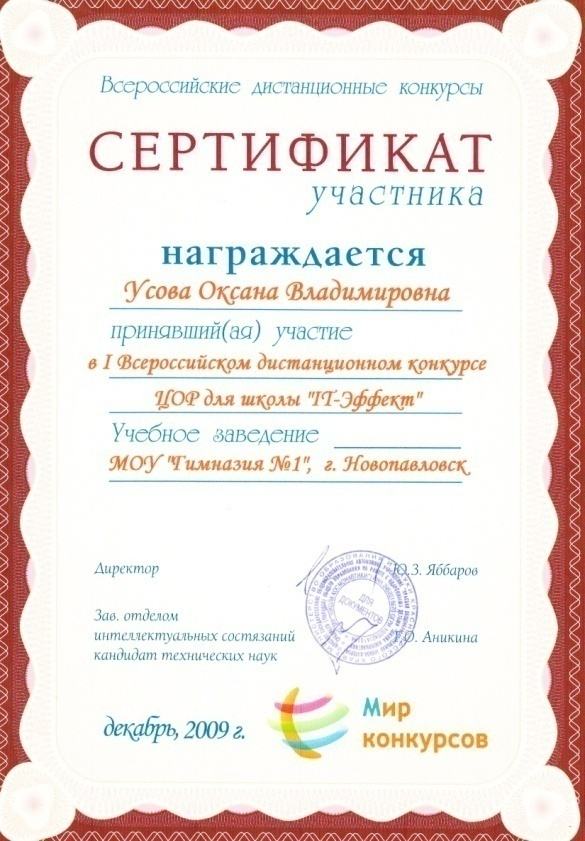 Всероссийские дистанционные конкурсы
СЕРТИФИКАТ
участника
награждается
Усова Оксана Владимировна
принявший(ая) участие
в I Всероссийском дистанционном конкурсе
ЦОР для школы "IT-Эффект"
Учебное заведение
МОУ "Гимназия №1", г. Новопавловск
Директор
Ю.З. Яббаров
Зав. отделом
интеллектуальных состязаний
кандидат технических наук
О. Аникина
ДЛЯ
ДОКУМЕНТОВ
декабрь, 2009 г.
Мир
конкурсов